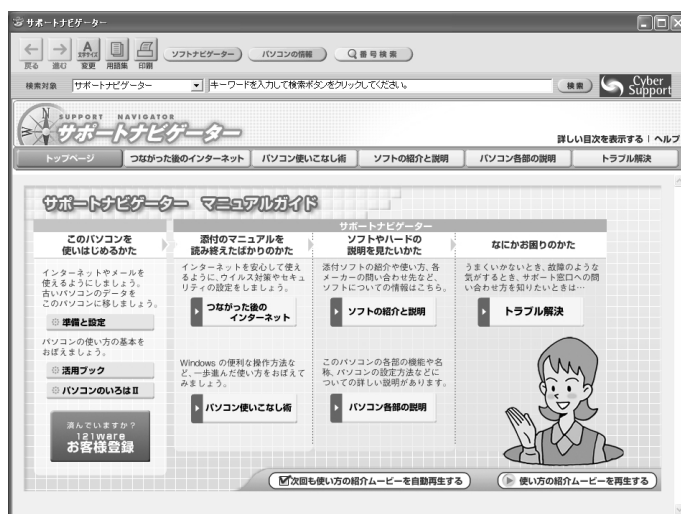 サポートナビゲーター
戻る 進む 文字サイズ 変更 用語集 印刷 ソフトナビゲーター パソコンの情報 番号検索
検索対象 サポートナビゲーター キーワードを入力して検索ボタンをクリックしてください。 検索 Cyber Support
SUPPORT NAVIGATOR
サポートナビゲーター
詳しい目次を表示する | ヘルプ
トップページ つながった後のインターネット パソコン使いこなし術 ソフトの紹介と説明 パソコン各部の説明 トラブル解決
サポートナビゲーター マニュアルガイド
サポートナビゲーター
このパソコンを
使いはじめるかた
インターネットやメールを
使えるようにしましょう。
古いパソコンのデータを
このパソコンに移しましょう。
準備と設定
パソコンの使い方の基本を
おぼえましょう。
活用ブック
パソコンのいろはⅡ
済んでいますか?
121ware
お客様登録
添付のマニュアルを
読み終えたばかりのかた
インターネットを安心して使え
るように、ウイルス対策やセキュ
リティの設定をしましょう。
つながった後の
インターネット
Windows の便利な操作方法な
ど、一歩進んだ使い方をおぼえて
みましょう。
パソコン使いこなし術
ソフトやハードの
説明を見たいかた
添付ソフトの紹介や使い方、各
メーカーの問い合わせ先など、
ソフトについての情報はこちら。
ソフトの紹介と説明
このパソコンの各部の機能や名
称、パソコンの設定方法などに
ついての詳しい説明があります。
パソコン各部の説明
なにかお困りのかた
うまくいかないとき、故障のような
気がするとき、サポート窓口への問
い合わせ方を知りたいときは…
トラブル解決
次回も使い方の紹介ムービーを自動再生する
使い方の紹介ムービーを再生する